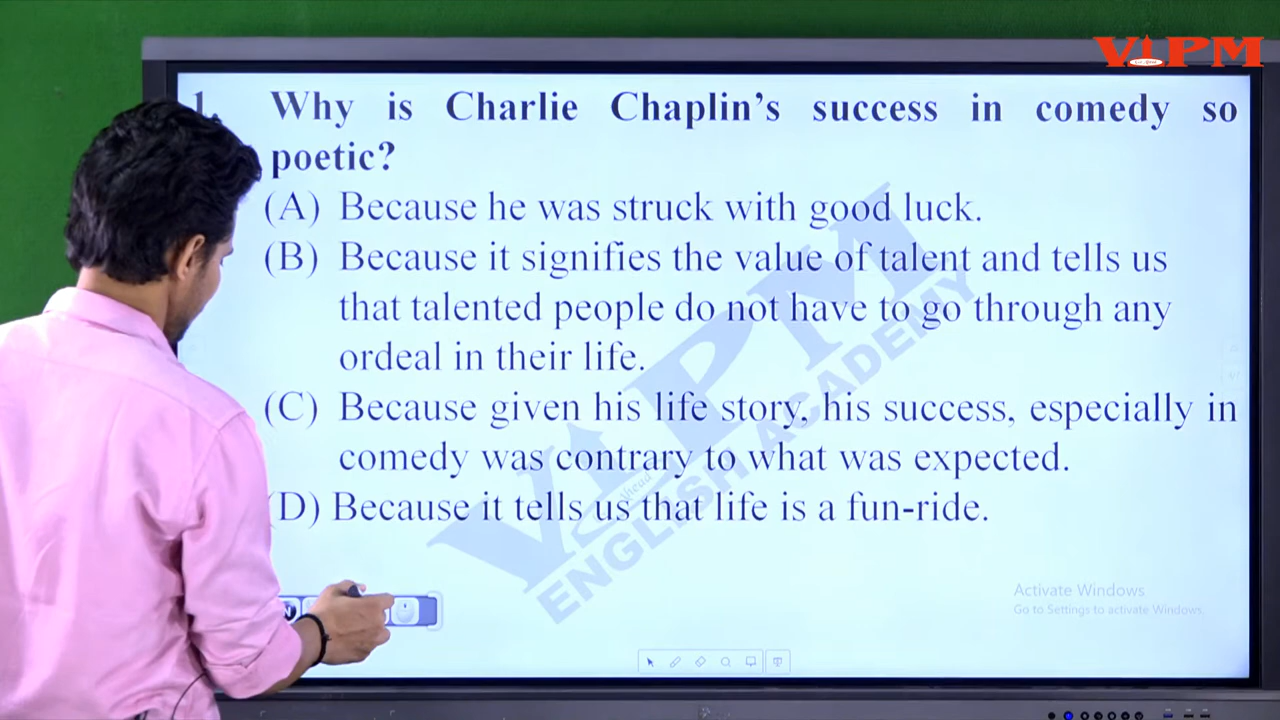 VIPM
1. Why is Charlie Chaplin's success in comedy so
poetic?
(A) Because he was struck with good luck.
(B) Because it signifies the value of talent and tells us
that talented people do not have to go through any
ordeal in their life.
(C) Because given his life story, his success, especially in
comedy was contrary to what was expected.
(D) Because it tells us that life is a fun-ride.
VIPM
ahead
ENGLISH ACADEMY
Activate Windows
Go to Settings to activate Windows.